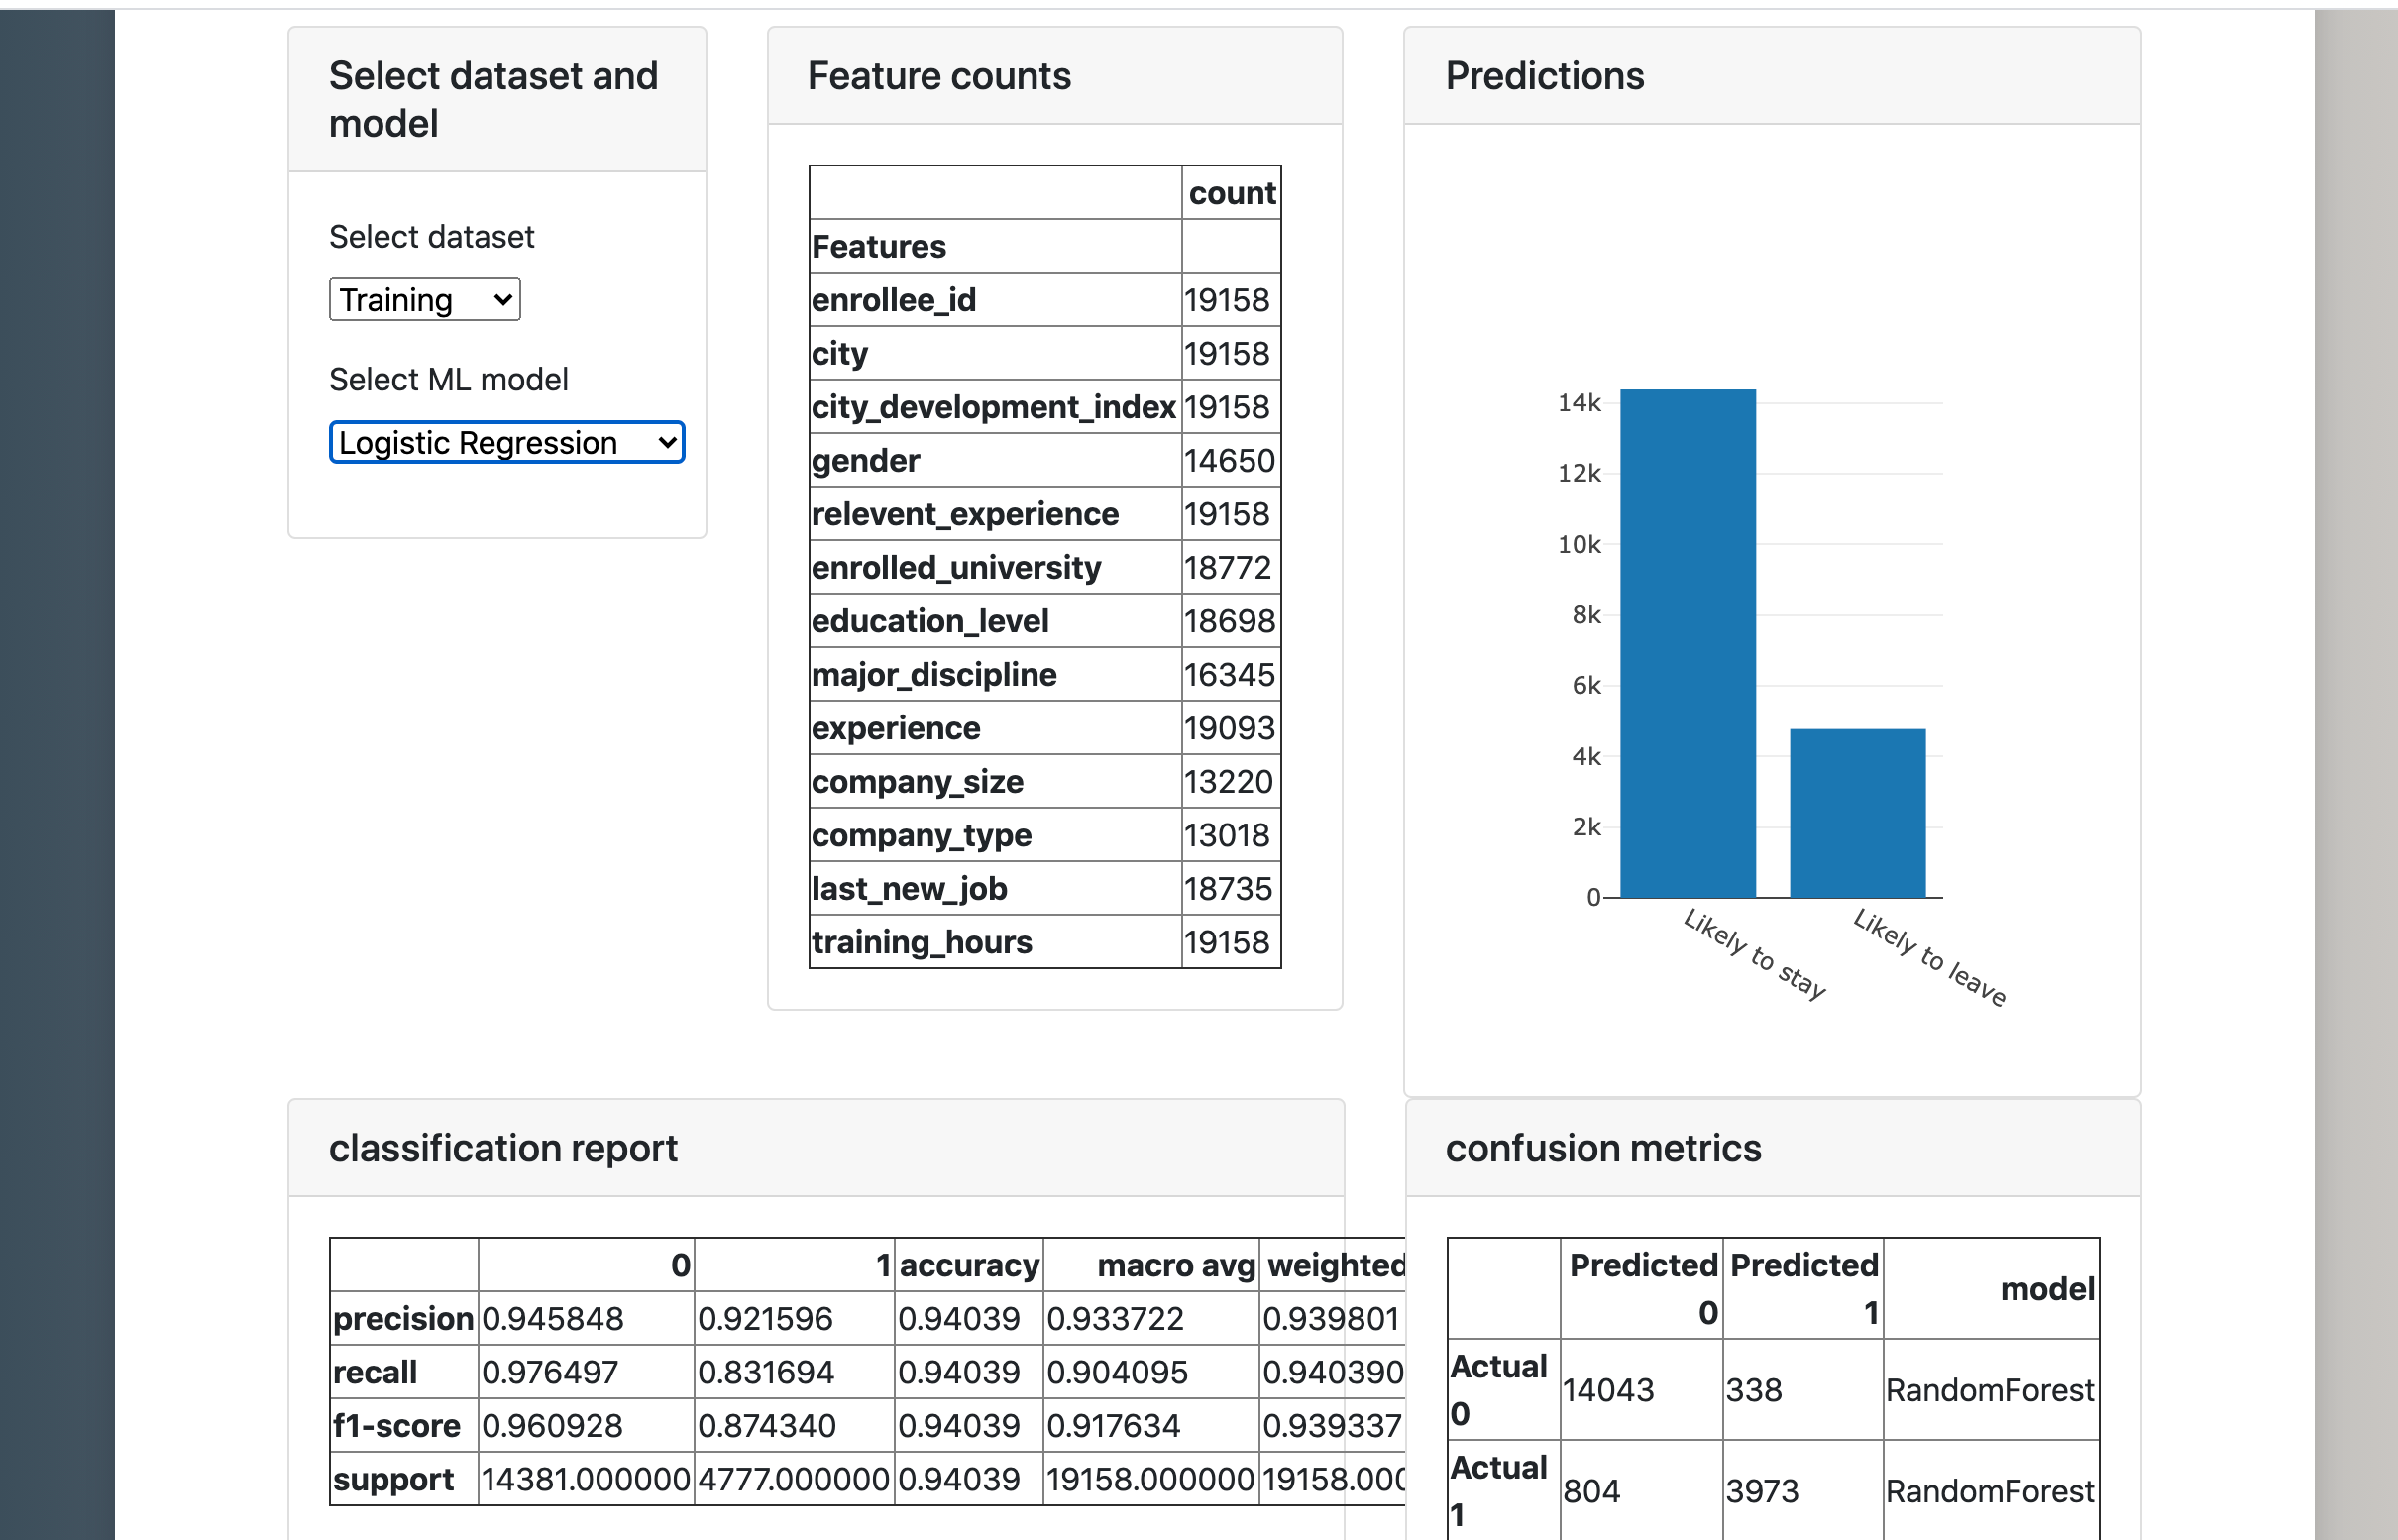 Select dataset and
model
Select dataset
Training
Select ML model
Logistic Regression
Feature counts
count
Features
enrollee_id 19158
city 19158
city_development_index 19158
gender 14650
relevent_experience 19158
enrolled_university 18772
education_level 18698
major_discipline 16345
experience 19093
company_size 13220
company_type 13018
last_new_job 18735
training_hours 19158
Predictions
14k
12k
10k
8k
6k
4k
2k
0
Likely to stay
Likely to leave
classification report
0 1 accuracy macro avg weighted
precision 0.945848 0.921596 0.94039 0.933722 0.939801
recall 0.976497 0.831694 0.94039 0.904095 0.940390
f1-score 0.960928 0.874340 0.94039 0.917634 0.939337
support 14381.000000 4777.000000 0.94039 19158.000000 19158.000
confusion metrics
Predicted Predicted model
0 1
Actual
0 14043 338 RandomForest
Actual
1 804 3973 RandomForest